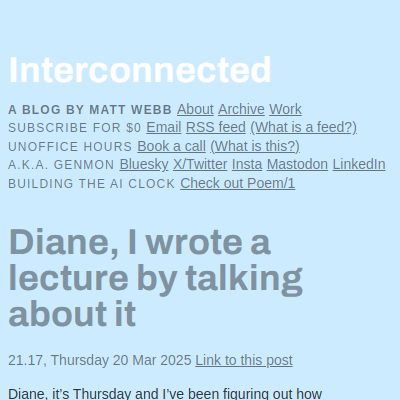 Interconnected
A BLOG BY MATT WEBB About Archive Work
SUBSCRIBE FOR $0 Email RSS feed (What is a feed?)
UNOFFICE HOURS Book a call (What is this?)
A.K.A. GENMON Bluesky X/Twitter Insta Mastodon LinkedIn
BUILDING THE AI CLOCK Check out Poem/1
Diane, I wrote a
lecture by talking
about it
21.17, Thursday 20 Mar 2025 Link to this post
Diane, it’s Thursday and I’ve been figuring out how